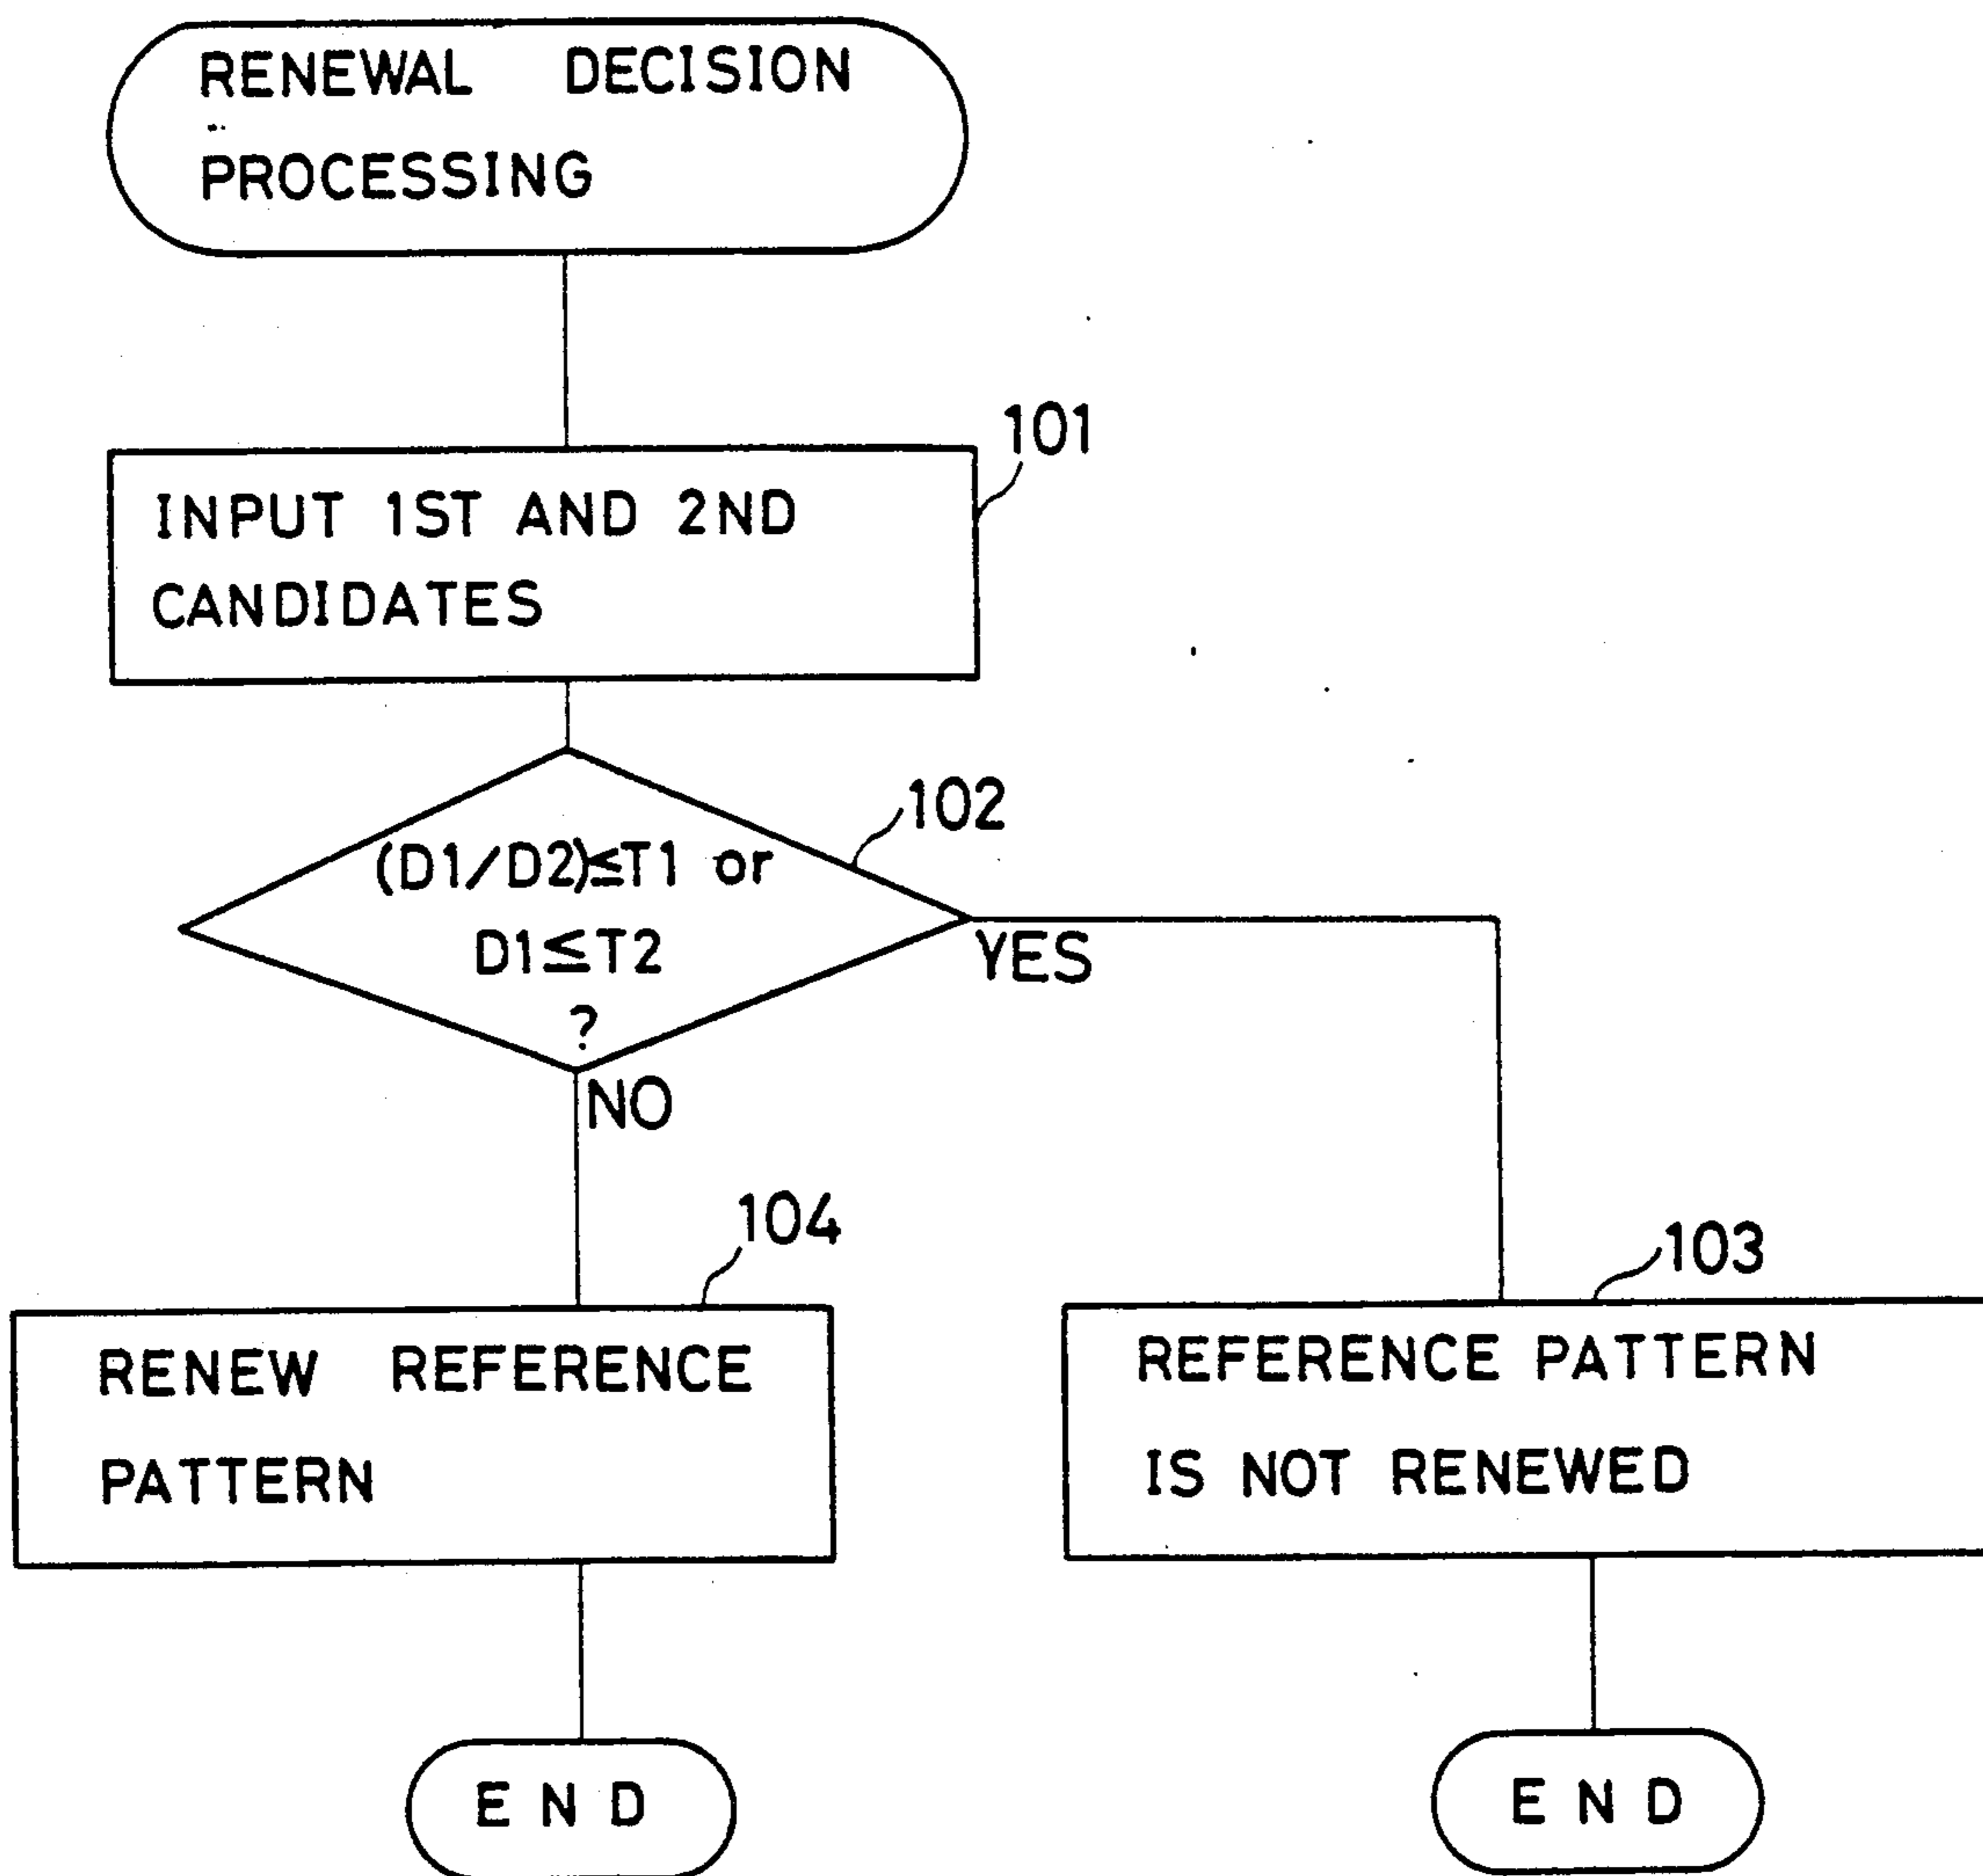 RENEWAL DECISION
PROCESSING
101
INPUT 1ST AND 2ND
CANDIDATES
102
(D1/D2)≦T1 or
D1≦T2
?
YES
NO
104
103
RENEW REFERENCE
PATTERN
REFERENCE PATTERN
IS NOT RENEWED
END
END